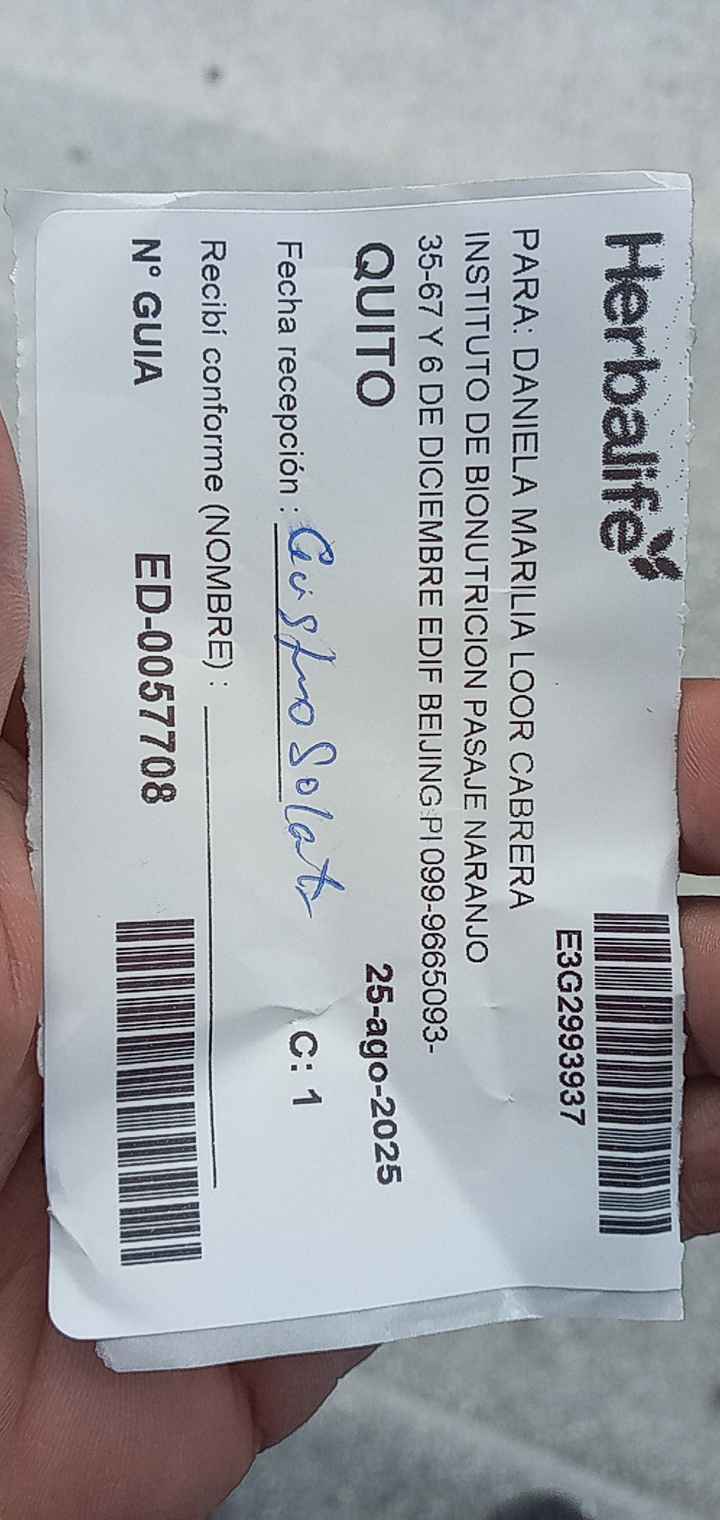 Herbalife
E3G2993937
PARA: DANIELA MARILIA LOOR CABRERA
INSTITUTO DE BIONUTRICION PASAJE NARANJO
35-67 Y 6 DE DICIEMBRE EDIF BEIJING PI 099-9665093-
QUITO 25-ago-2025
Fecha recepción : C: 1
Recibí conforme (NOMBRE) :
N° GUIA ED-0057708